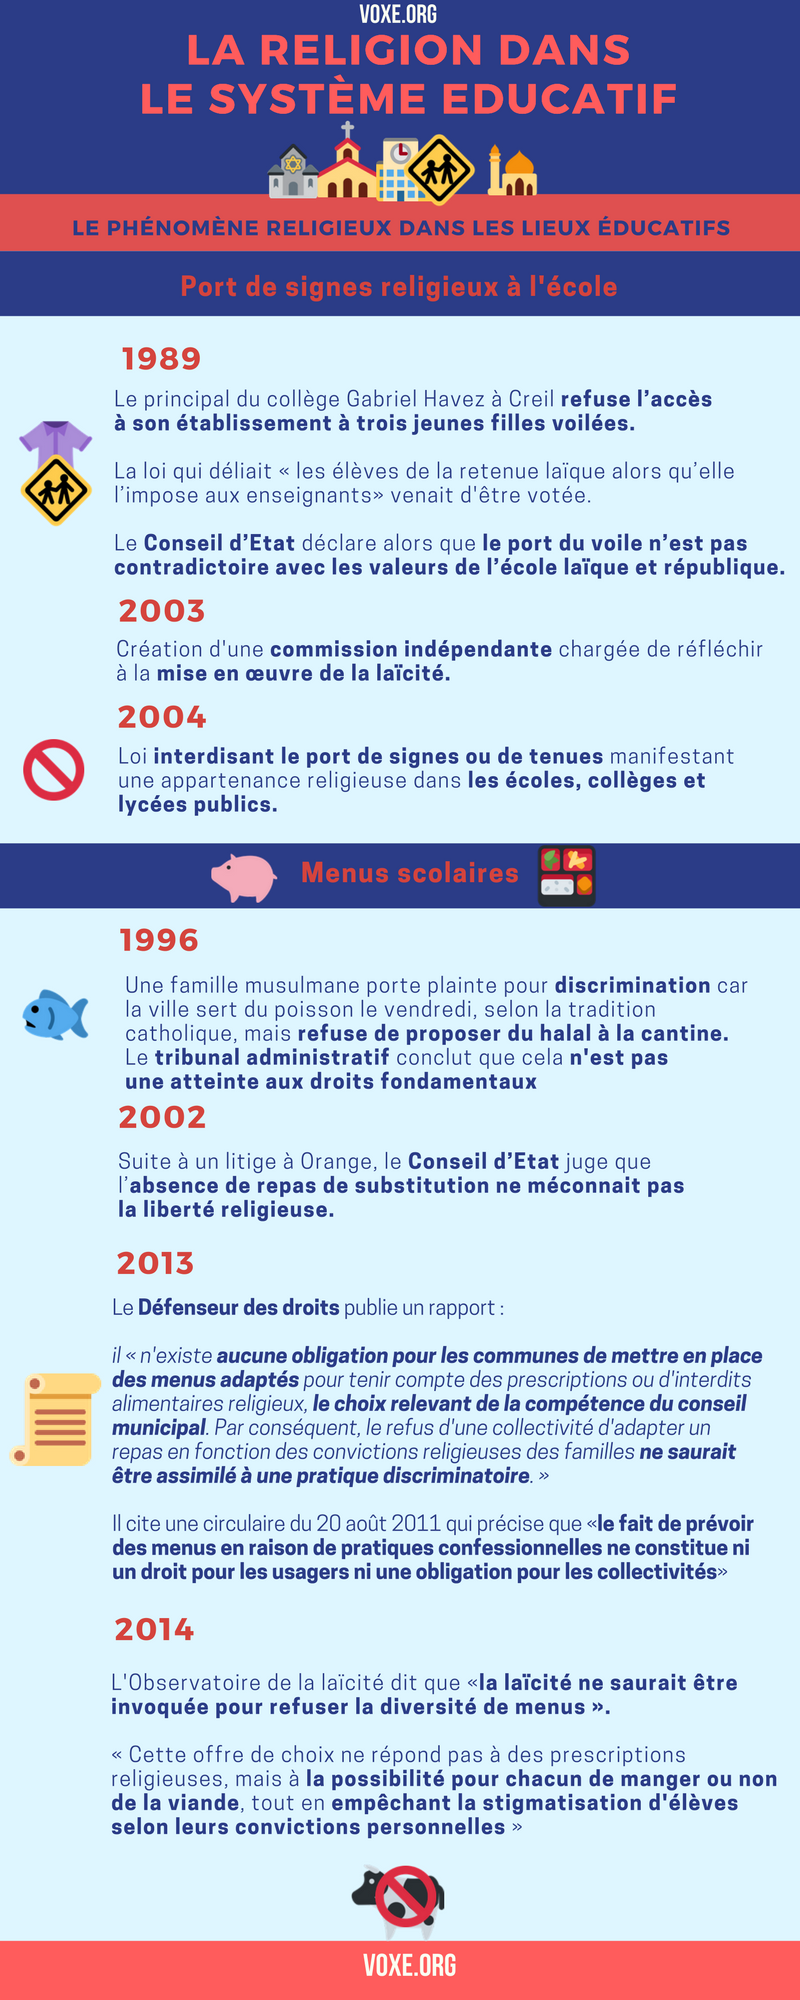 VOXE.ORG
LA RELIGION DANS
LE SYSTÈME EDUCATIF
LE PHÉNOMÈNE RELIGIEUX DANS LES LIEUX ÉDUCATIFS
Port de signes religieux à l'école
1989
Le principal du collège Gabriel Havez à Creil refuse l’accès
à son établissement à trois jeunes filles voilées.
La loi qui déliait « les élèves de la retenue laïque alors qu’elle
l’impose aux enseignants» venait d'être votée.
Le Conseil d’Etat déclare alors que le port du voile n’est pas
contradictoire avec les valeurs de l’école laïque et république.
2003
Création d'une commission indépendante chargée de réfléchir
à la mise en œuvre de la laïcité.
2004
Loi interdisant le port de signes ou de tenues manifestant
une appartenance religieuse dans les écoles, collèges et
lycées publics.
Menus scolaires
1996
Une famille musulmane porte plainte pour discrimination car
la ville sert du poisson le vendredi, selon la tradition
catholique, mais refuse de proposer du halal à la cantine.
Le tribunal administratif conclut que cela n'est pas
une atteinte aux droits fondamentaux
2002
Suite à un litige à Orange, le Conseil d’Etat juge que
l’absence de repas de substitution ne méconnait pas
la liberté religieuse.
2013
Le Défenseur des droits publie un rapport :
il « n'existe aucune obligation pour les communes de mettre en place
des menus adaptés pour tenir compte des prescriptions ou d'interdits
alimentaires religieux, le choix relevant de la compétence du conseil
municipal. Par conséquent, le refus d'une collectivité d'adapter un
repas en fonction des convictions religieuses des familles ne saurait
être assimilé à une pratique discriminatoire. »
Il cite une circulaire du 20 août 2011 qui précise que «le fait de prévoir
des menus en raison de pratiques confessionnelles ne constitue ni
un droit pour les usagers ni une obligation pour les collectivités»
2014
L'Observatoire de la laïcité dit que «la laïcité ne saurait être
invoquée pour refuser la diversité de menus ».
« Cette offre de choix ne répond pas à des prescriptions
religieuses, mais à la possibilité pour chacun de manger ou non
de la viande, tout en empêchant la stigmatisation d'élèves
selon leurs convictions personnelles »
VOXE.ORG